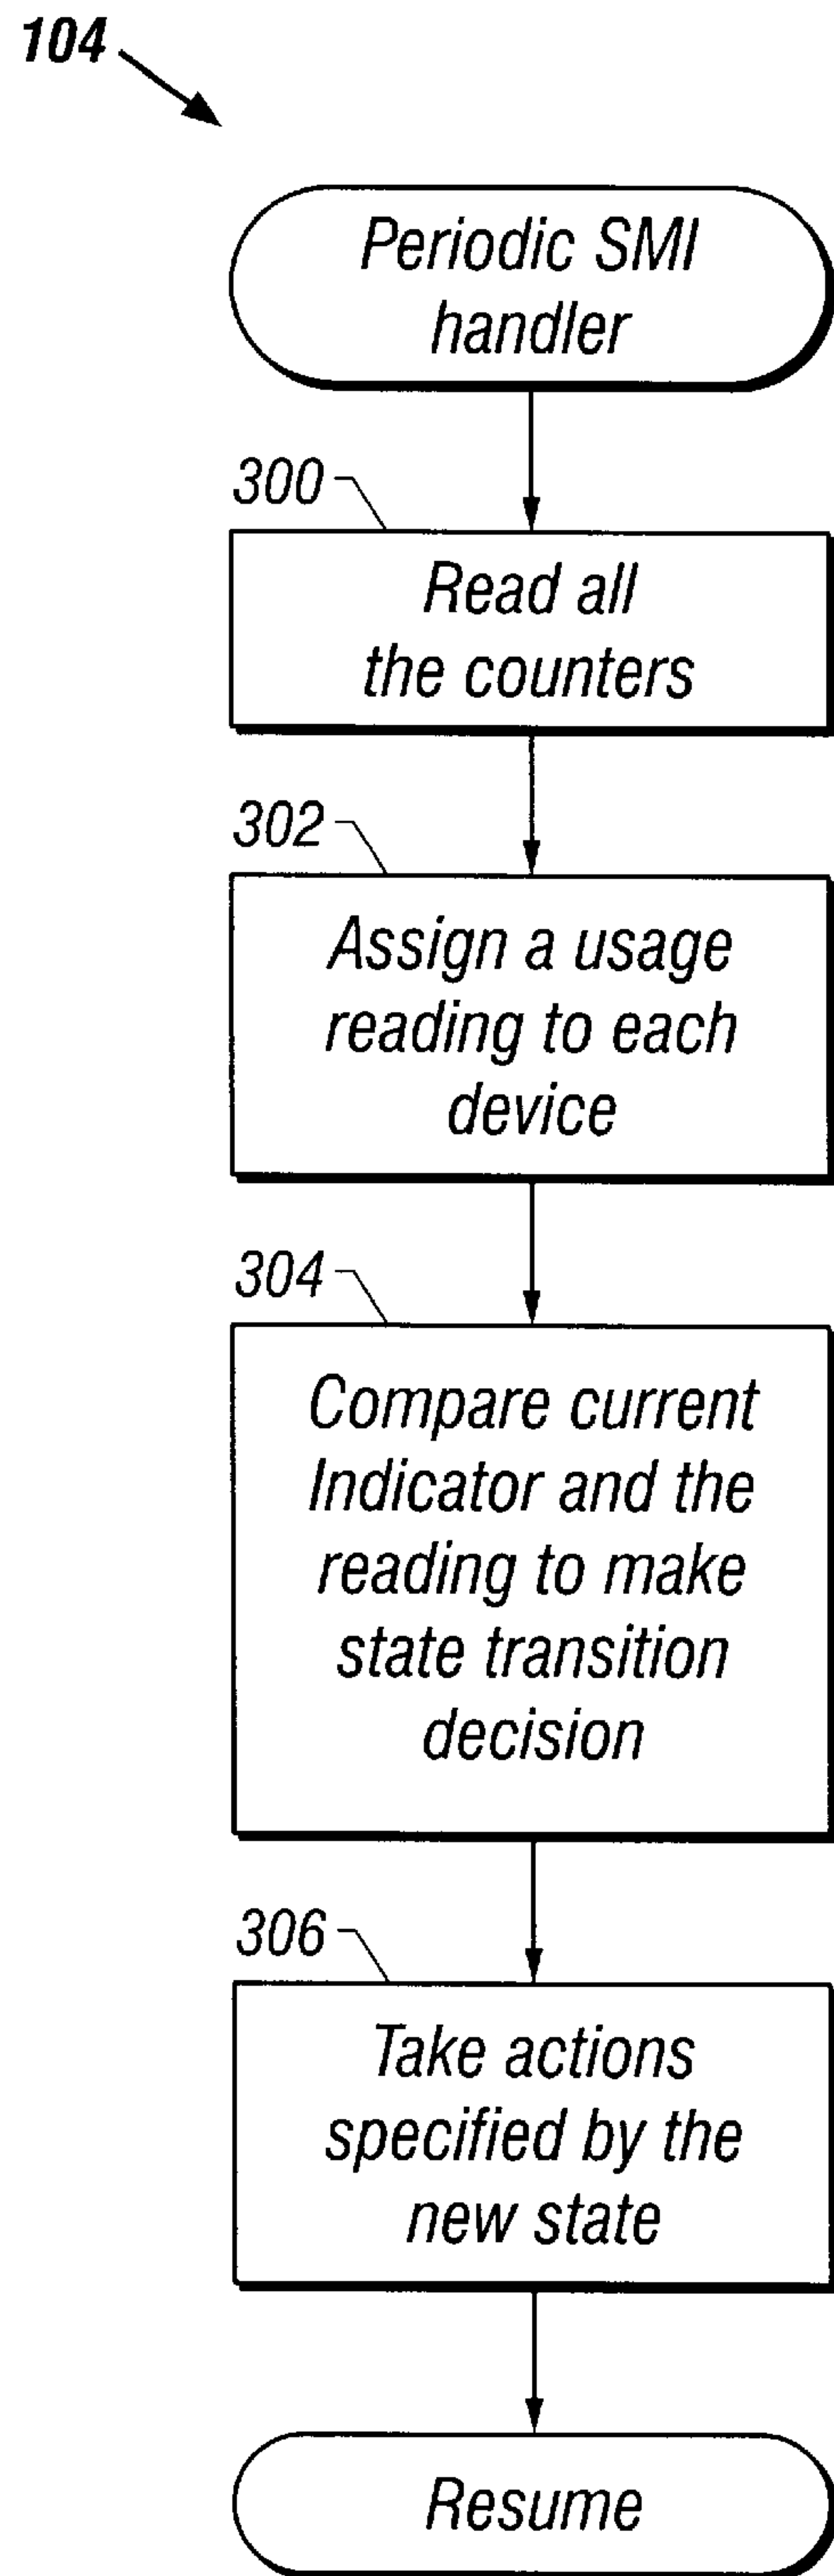 104
Periodic SMI
handler
300
Read all
the counters
302
Assign a usage
reading to each
device
304
Compare current
Indicator and the
reading to make
state transition
decision
306
Take actions
specified by the
new state
Resume